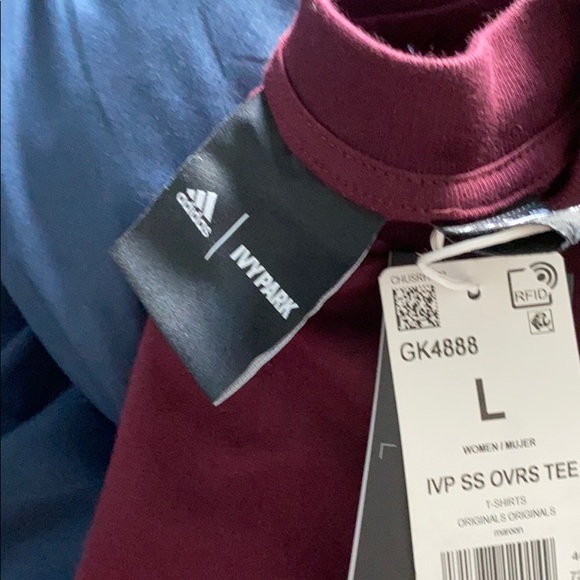 adidas
IVY PARK
RFID
GK4888
L
WOMEN / MUJER
IVP SS OVRS TEE
T-SHIRTS
ORIGINALS ORIGINALS
maroon
L